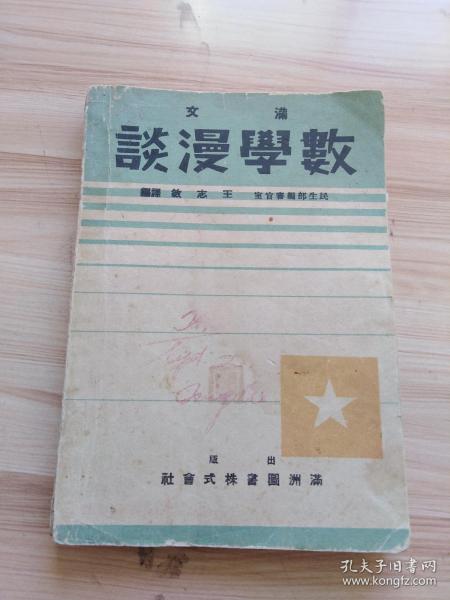 滿文
數學漫談
民生部編審官室 王志敏 譯編
出版
滿洲圖書株式會社
孔夫子旧书网
www.kongfz.com